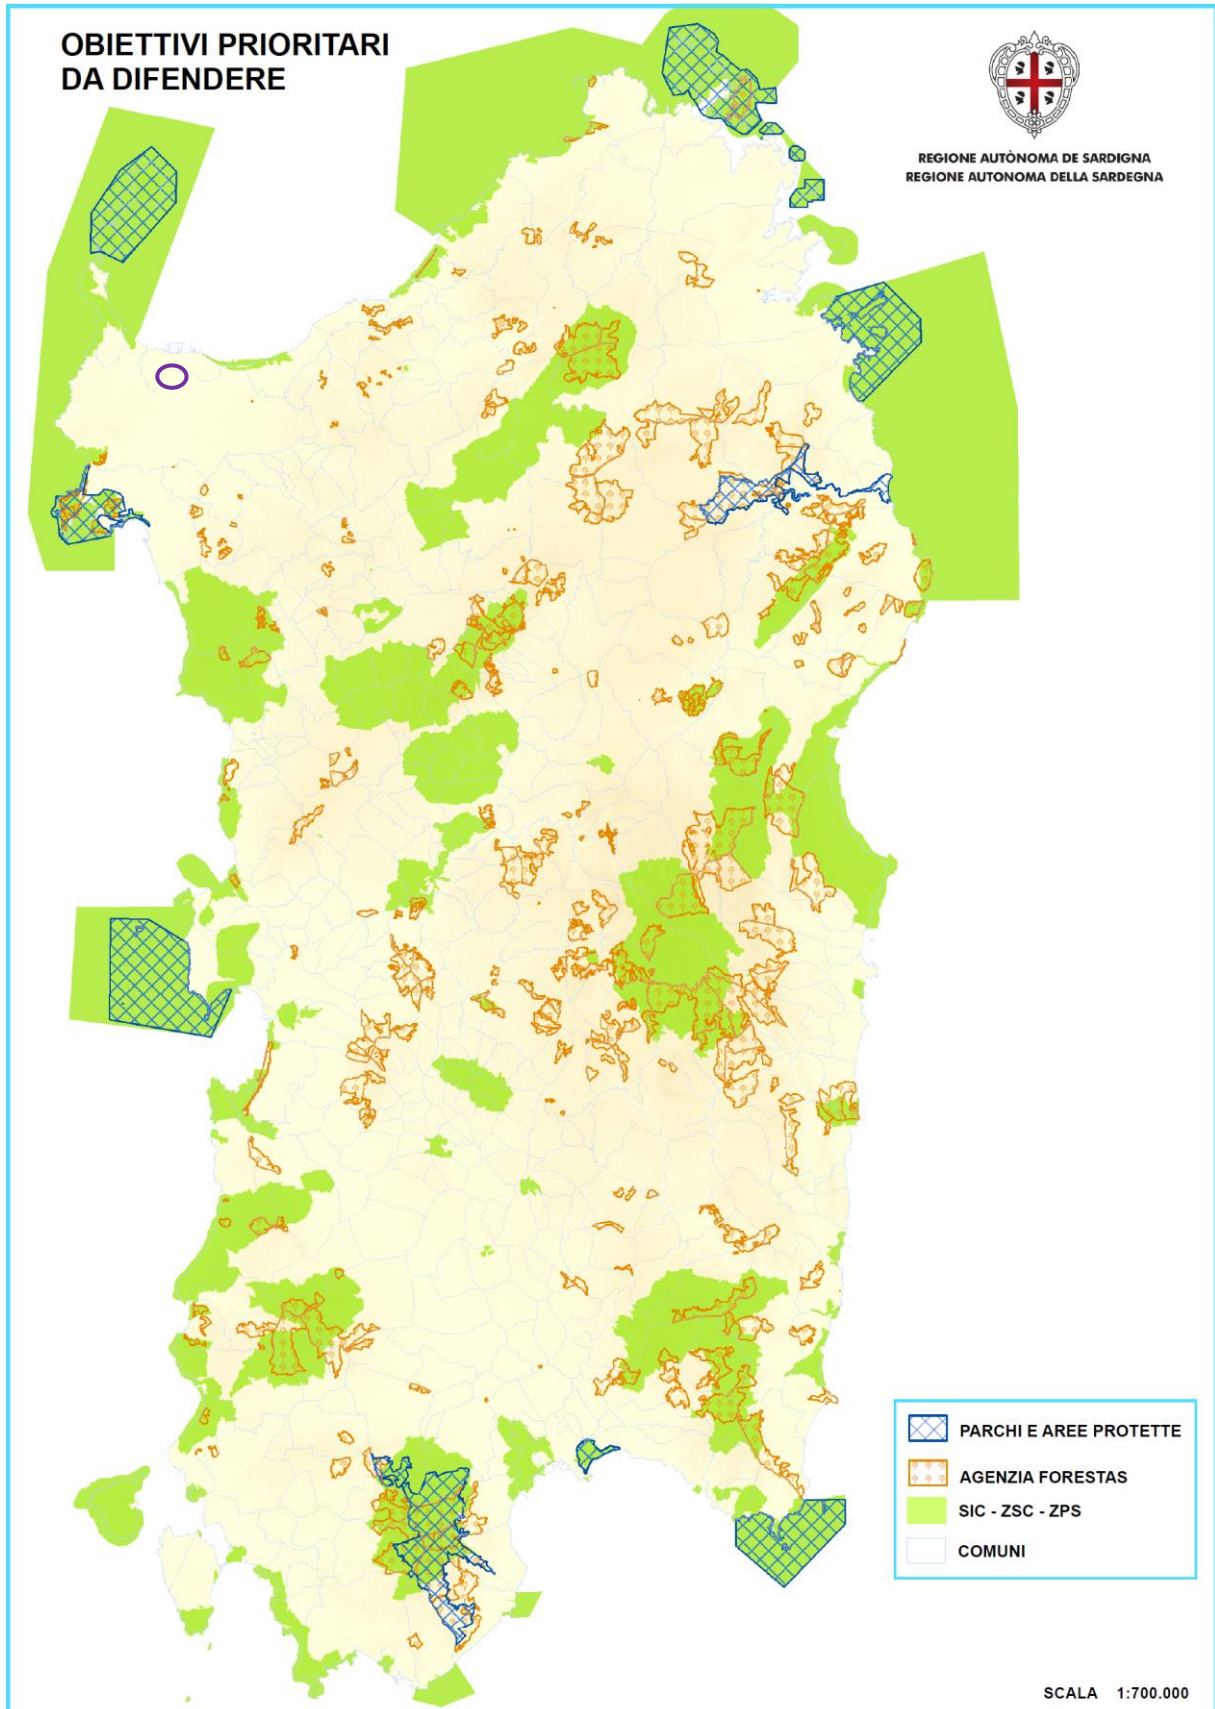 OBIETTIVI PRIORITARI
DA DIFENDERE
REGIONE AUTÒNOMA DE SARDIGNA
REGIONE AUTONOMA DELLA SARDEGNA
PARCHI E AREE PROTETTE
AGENZIA FORESTAS
SIC - ZSC - ZPS
COMUNI
SCALA 1:700.000